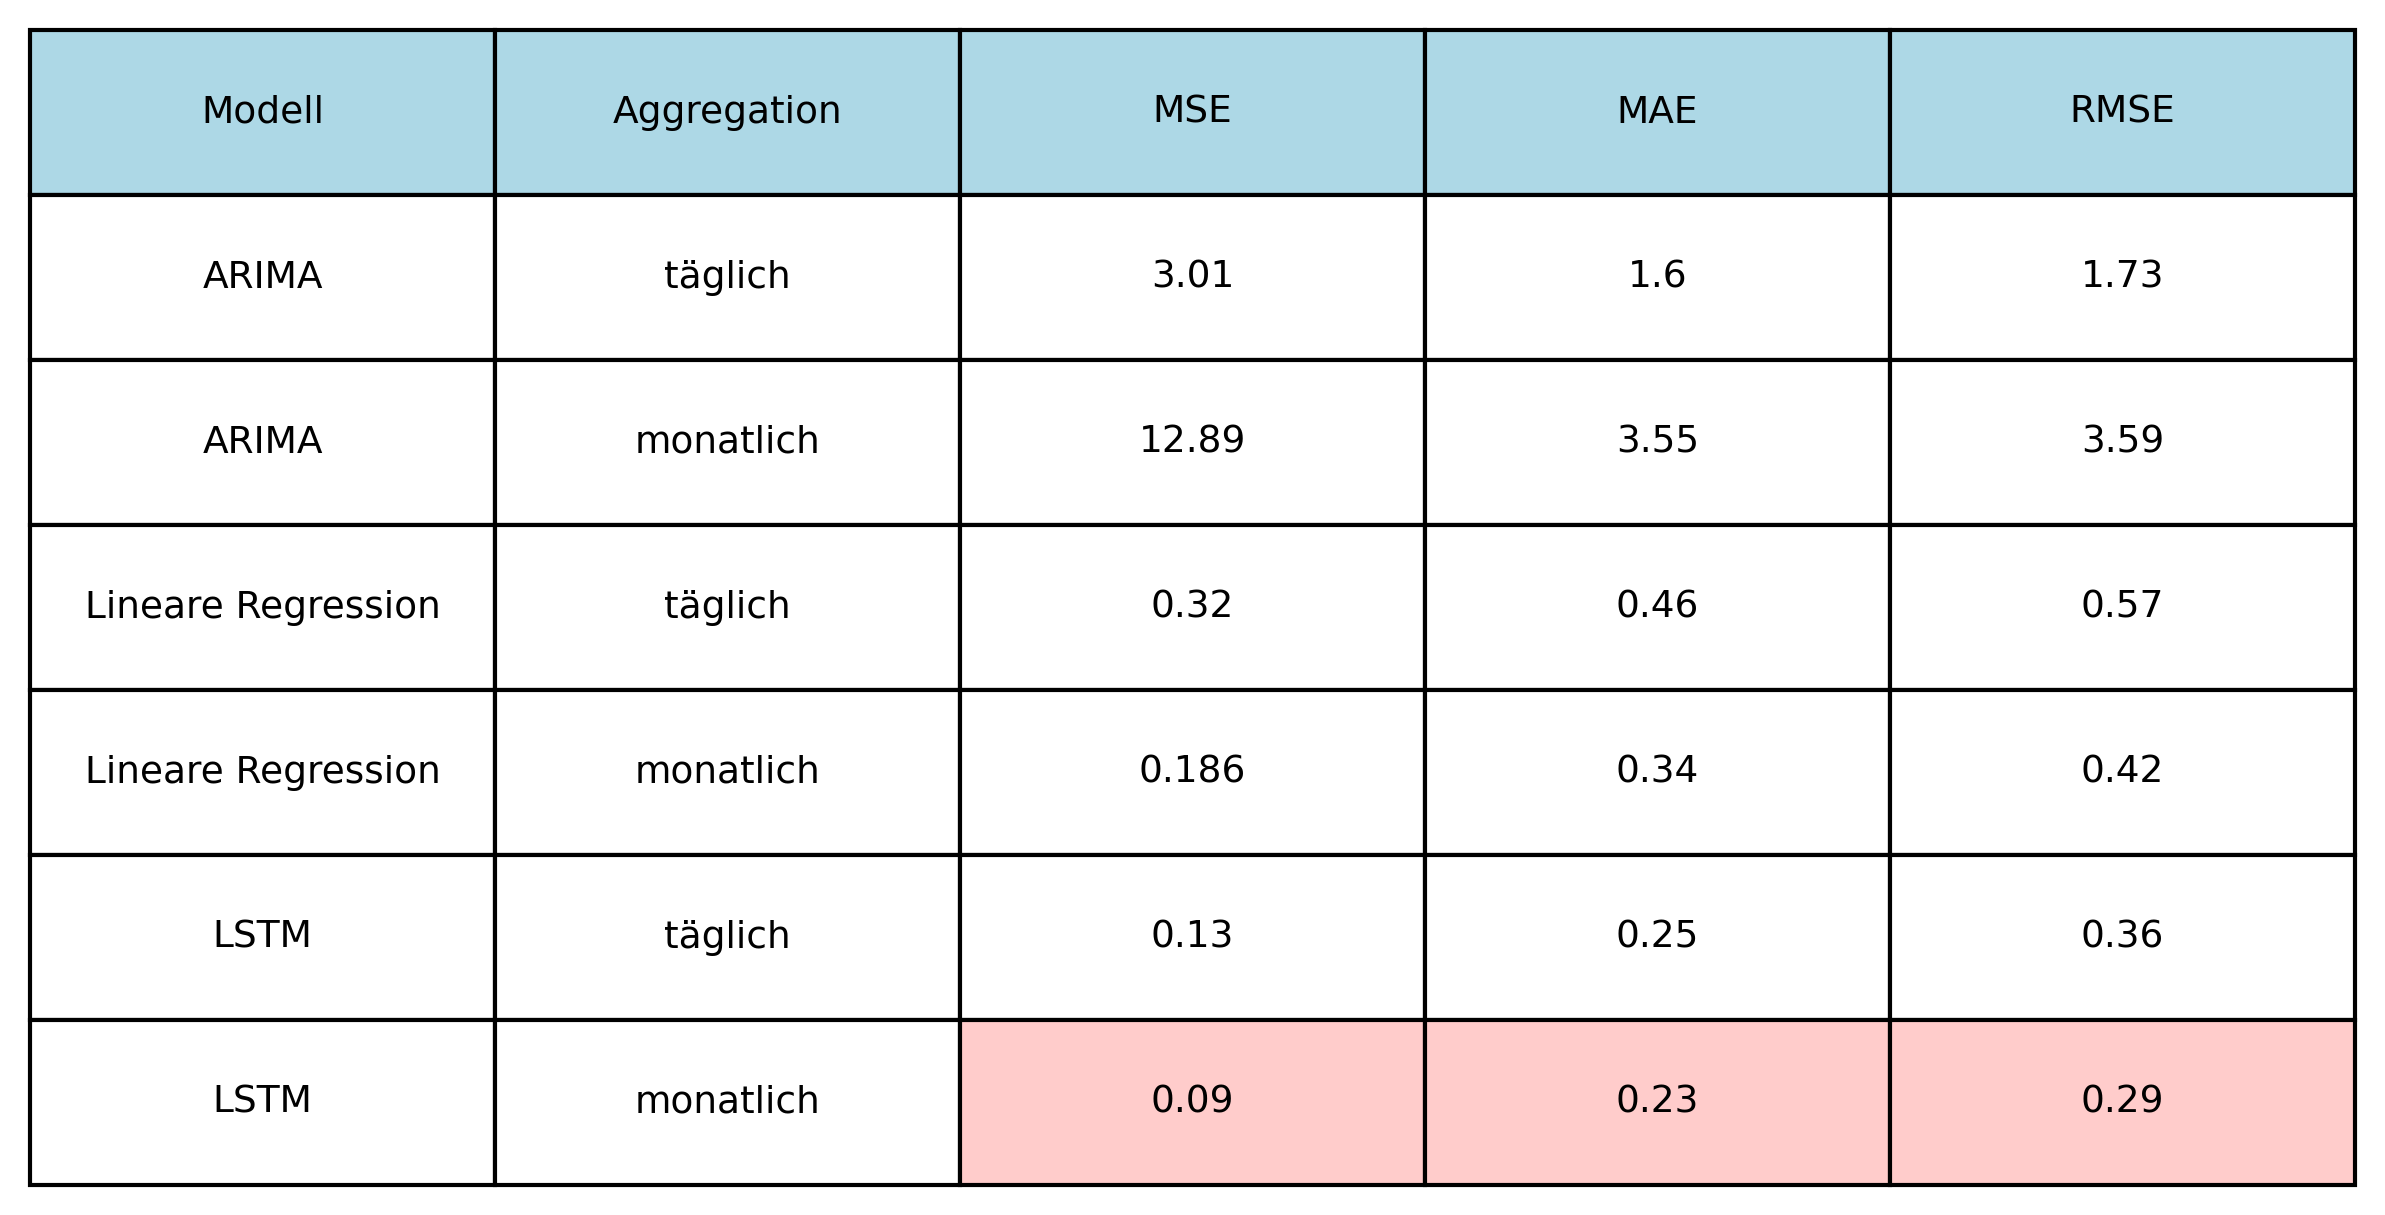 Modell Aggregation MSE MAE RMSE
ARIMA täglich 3.01 1.6 1.73
ARIMA monatlich 12.89 3.55 3.59
Lineare Regression täglich 0.32 0.46 0.57
Lineare Regression monatlich 0.186 0.34 0.42
LSTM täglich 0.13 0.25 0.36
LSTM monatlich 0.09 0.23 0.29